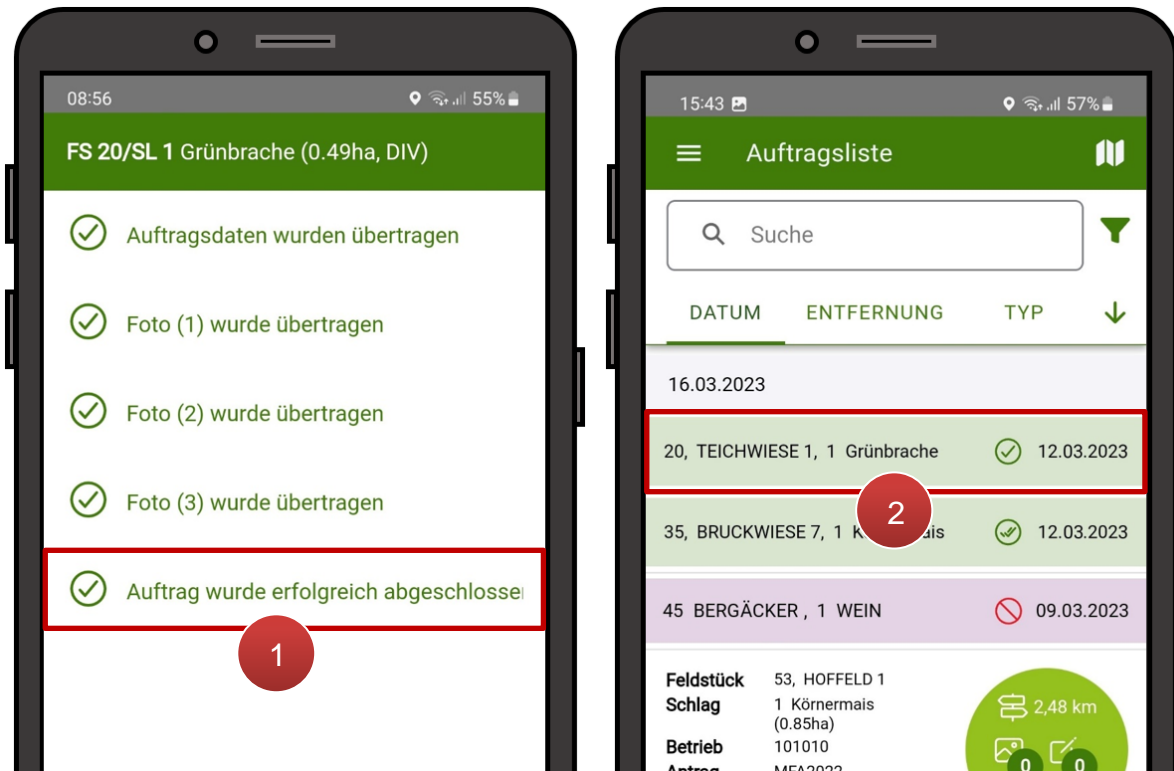 08:56
55%
FS 20/SL 1 Grünbrache (0.49ha, DIV)
Auftragsdaten wurden übertragen
Foto (1) wurde übertragen
Foto (2) wurde übertragen
Foto (3) wurde übertragen
Auftrag wurde erfolgreich abgeschlossen
1
15:43
57%
Auftragsliste
Suche
DATUM ENTFERNUNG TYP
16.03.2023
20, TEICHWIESE 1, 1 Grünbrache 12.03.2023
2
35, BRUCKWIESE 7, 1 12.03.2023
45 BERGÄCKER , 1 WEIN 09.03.2023
Feldstück 53, HOFFELD 1
Schlag 1 Körnermais
(0.85ha)
2,48 km
Betrieb 101010
0 0
Antrag MFA2022